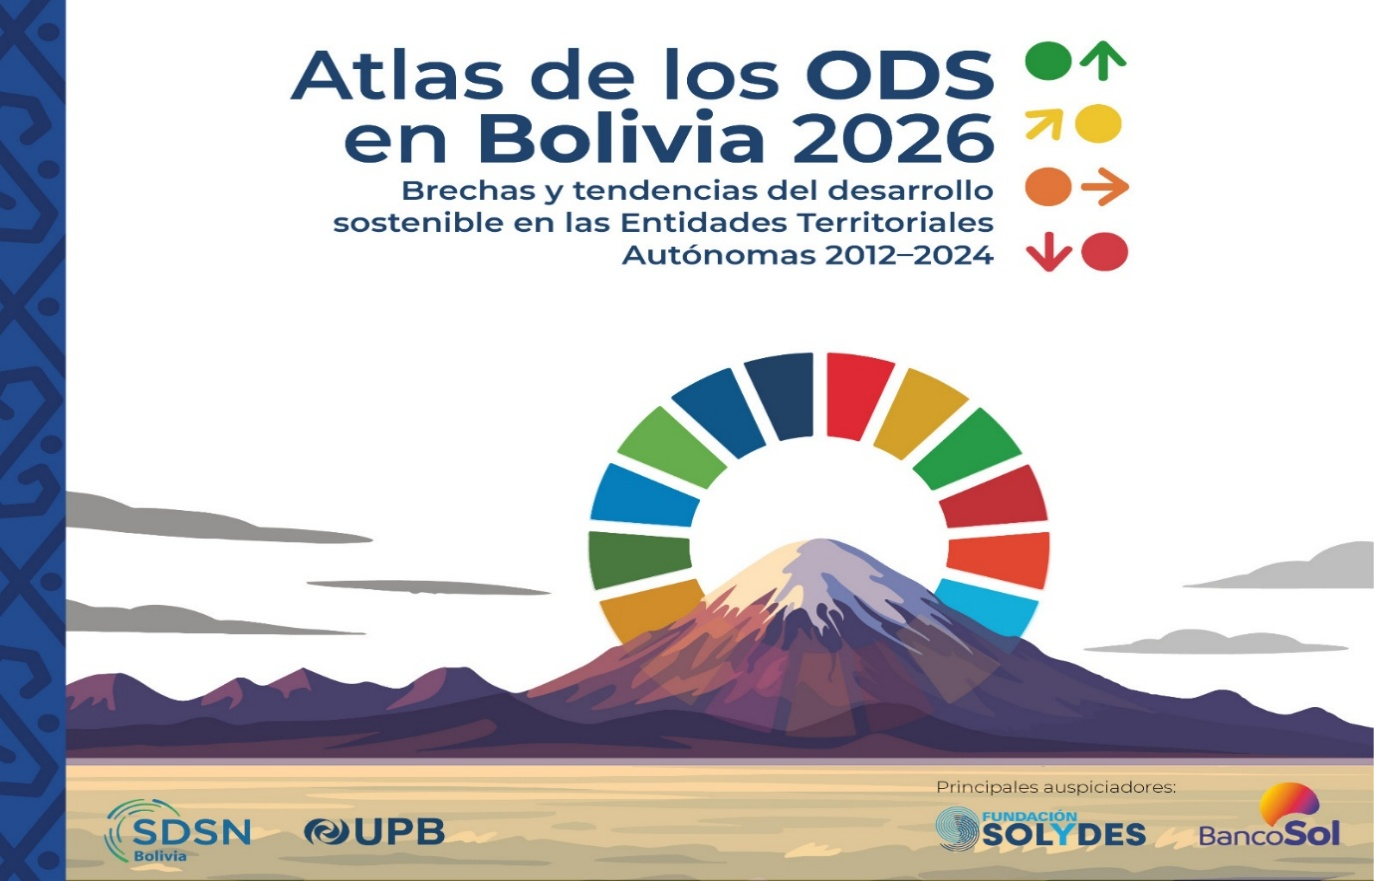 Atlas de los ODS
en Bolivia 2026
Brechas y tendencias del desarrollo
sostenible en las Entidades Territoriales
Autónomas 2012–2024
Principales auspiciadores:
SDSN
Bolivia
UPB
FUNDACIÓN
SOLYDES
BancoSol